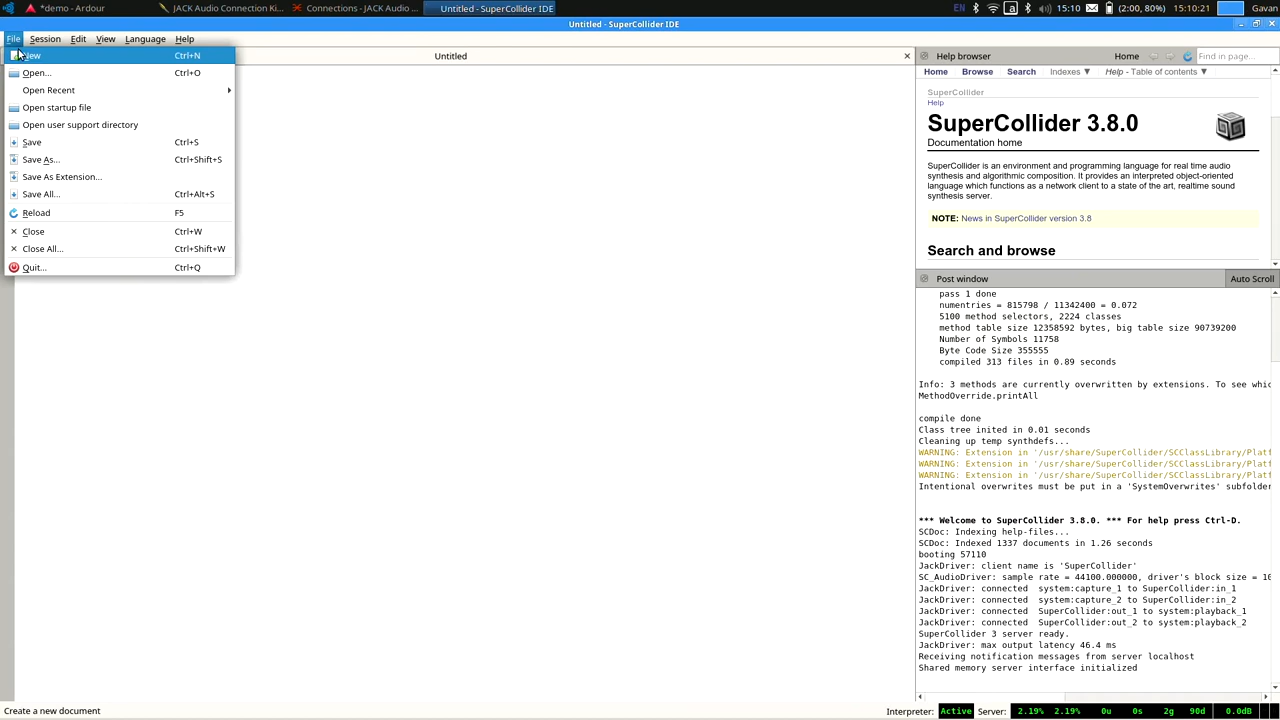 *demo - Ardour
JACK Audio Connection Ki...
Connections - JACK Audio ...
Untitled - SuperCollider IDE
EN
15:10
(2:00, 80%)
15:10:21
Gavan
Untitled - SuperCollider IDE
File Session Edit View Language Help
New Ctrl+N
Open... Ctrl+O
Open Recent
Open startup file
Open user support directory
Save Ctrl+S
Save As... Ctrl+Shift+S
Save As Extension...
Save All... Ctrl+Alt+S
Reload F5
Close Ctrl+W
Close All... Ctrl+Shift+W
Quit... Ctrl+Q
Untitled
Help browser Home Find in page...
Home Browse Search Indexes ▼ Help - Table of contents ▼
SuperCollider
Help
SuperCollider 3.8.0
Documentation home
SuperCollider is an environment and programming language for real time audio
synthesis and algorithmic composition. It provides an interpreted object-oriented
language which functions as a network client to a state of the art, realtime sound
synthesis server.
NOTE: News in SuperCollider version 3.8
Search and browse
Post window Auto Scroll
pass 1 done
numentries = 815798 / 11342400 = 0.072
5100 method selectors, 2224 classes
method table size 12358592 bytes, big table size 90739200
Number of Symbols 11758
Byte Code Size 355555
compiled 313 files in 0.89 seconds
Info: 3 methods are currently overwritten by extensions. To see whic
MethodOverride.printAll
compile done
Class tree inited in 0.01 seconds
Cleaning up temp synthdefs...
WARNING: Extension in '/usr/share/SuperCollider/SCClassLibrary/Platf
WARNING: Extension in '/usr/share/SuperCollider/SCClassLibrary/Platf
WARNING: Extension in '/usr/share/SuperCollider/SCClassLibrary/Platf
Intentional overwrites must be put in a 'SystemOverwrites' subfolder
*** Welcome to SuperCollider 3.8.0. *** For help press Ctrl-D.
SCDoc: Indexing help-files...
SCDoc: Indexed 1337 documents in 1.26 seconds
booting 57110
JackDriver: client name is 'SuperCollider'
SC_AudioDriver: sample rate = 44100.000000, driver's block size = 10
JackDriver: connected  system:capture_1 to SuperCollider:in_1
JackDriver: connected  system:capture_2 to SuperCollider:in_2
JackDriver: connected  SuperCollider:out_1 to system:playback_1
JackDriver: connected  SuperCollider:out_2 to system:playback_2
SuperCollider 3 server ready.
JackDriver: max output latency 46.4 ms
Receiving notification messages from server localhost
Shared memory server interface initialized
Create a new document
Interpreter: Active Server: 2.19% 2.19% 0u 0s 2g 90d 0.0dB